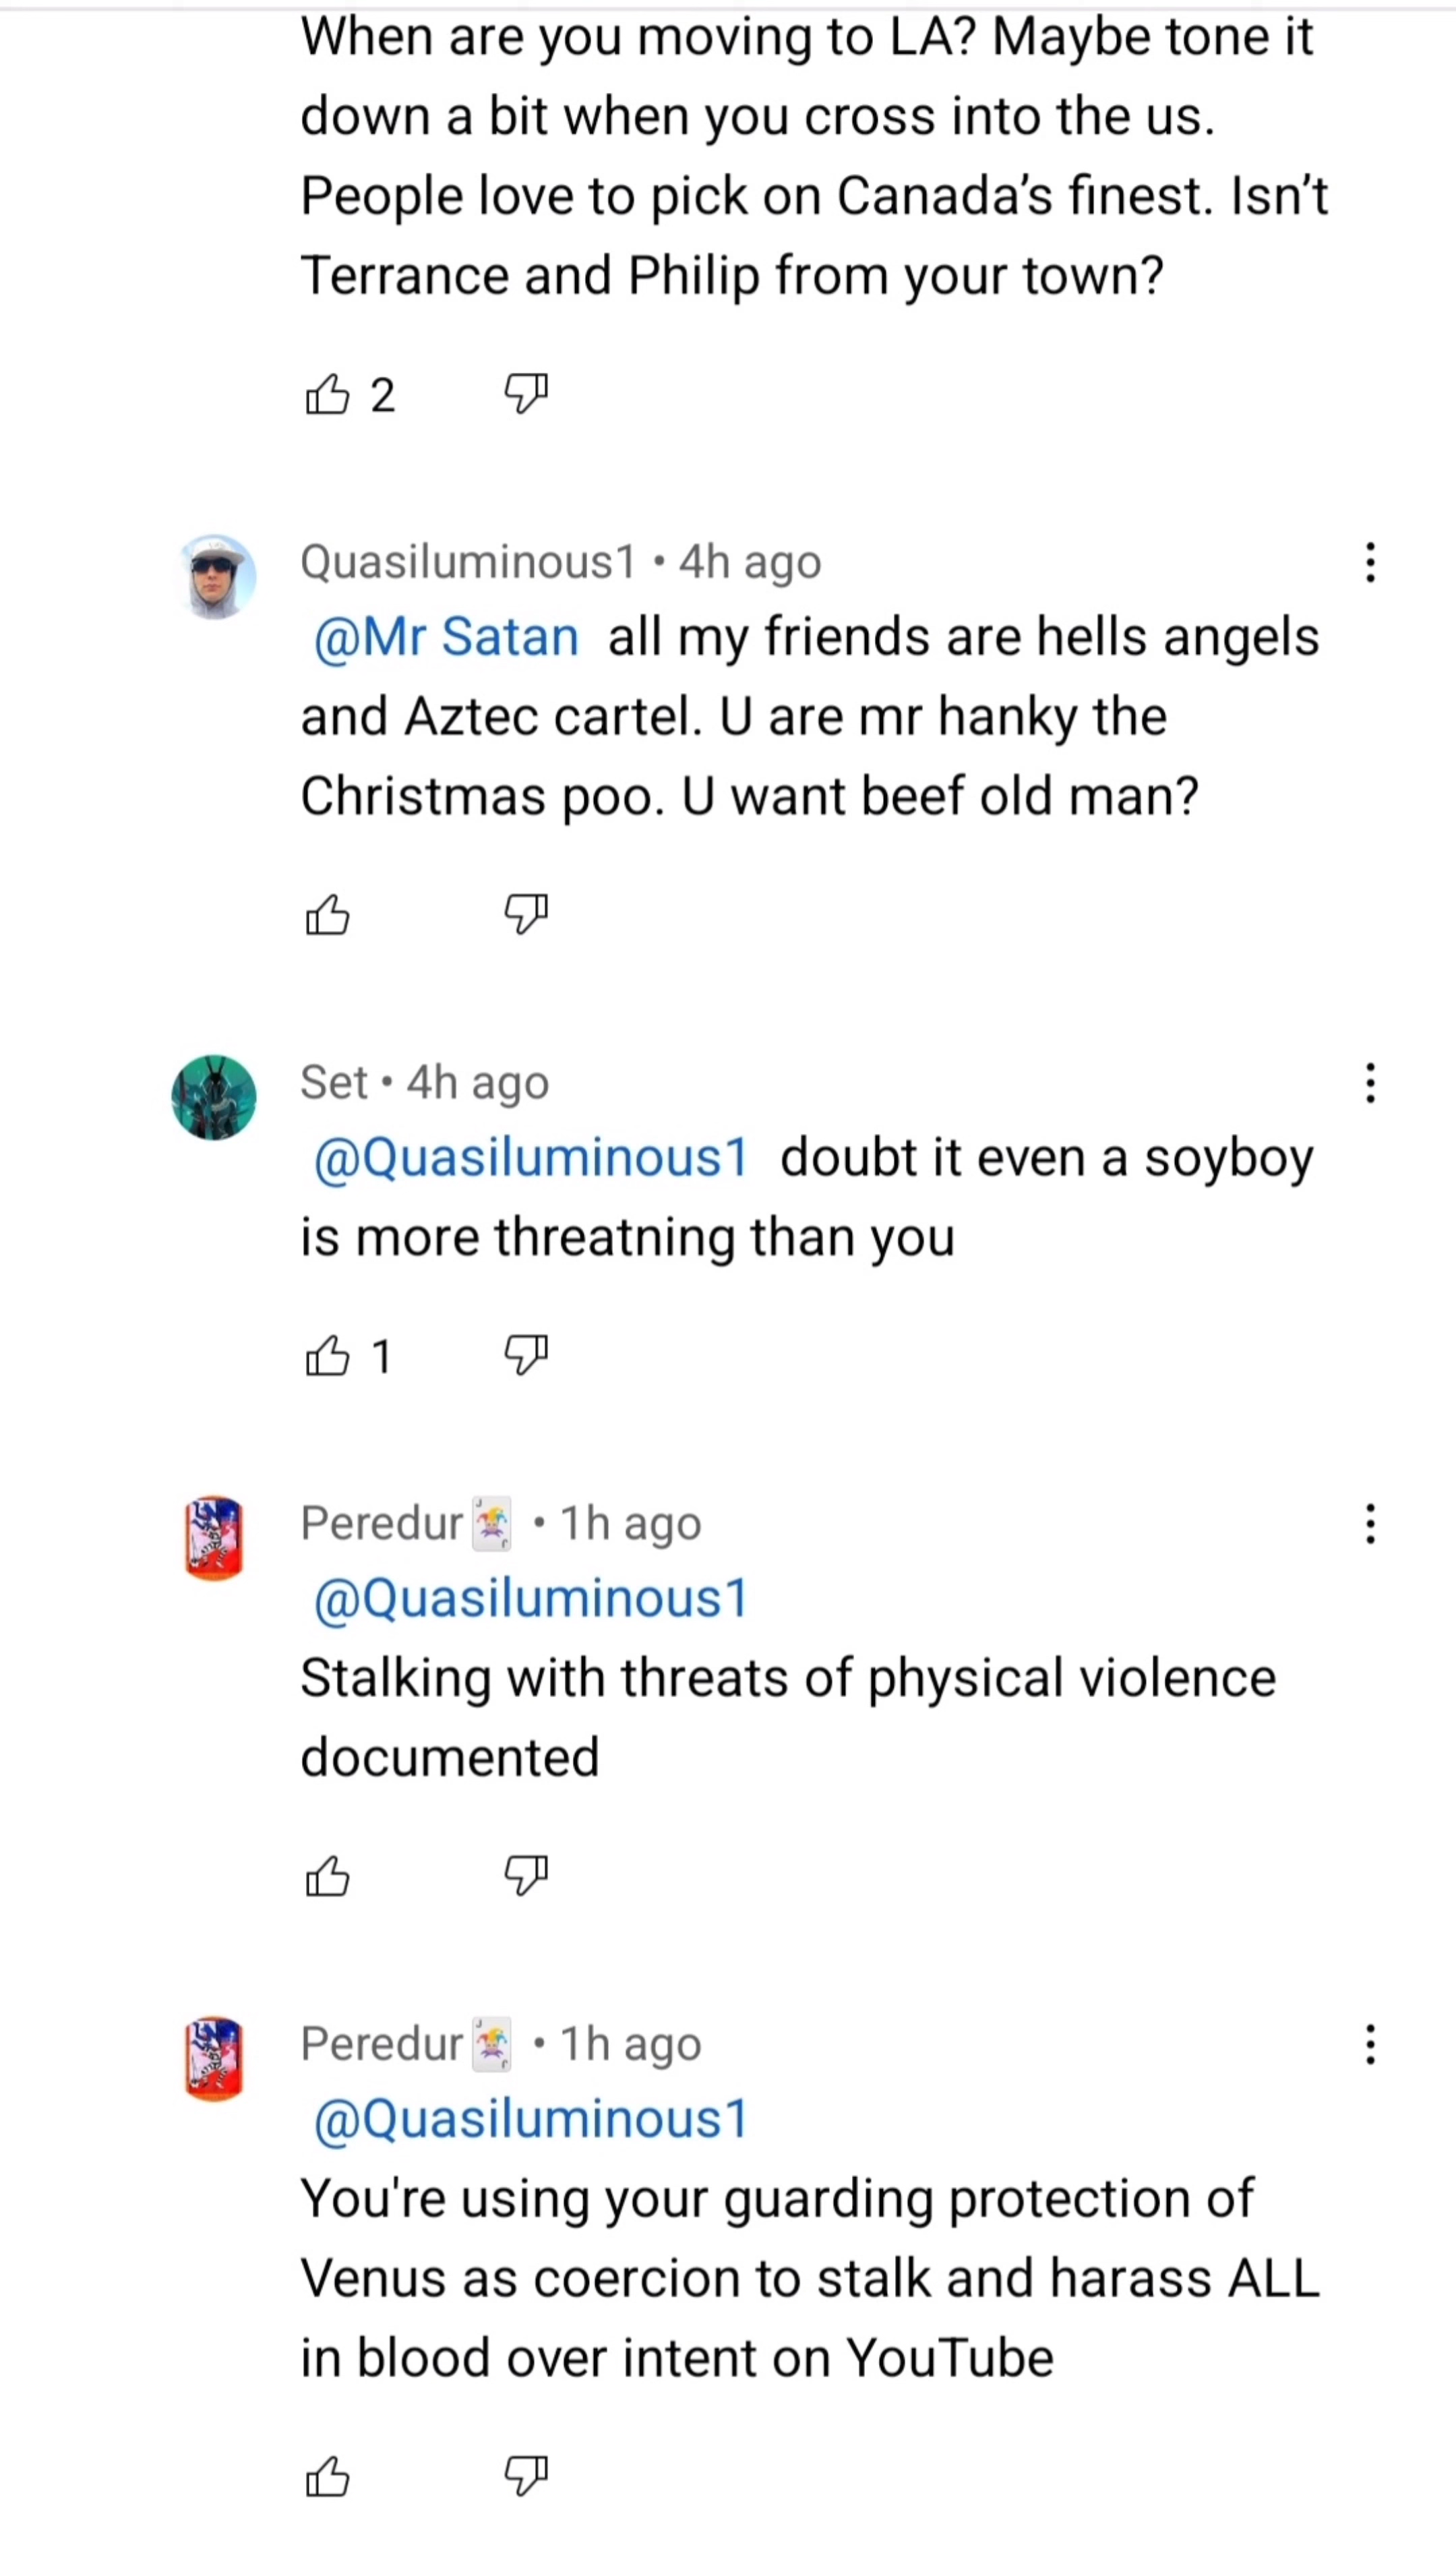 When are you moving to LA? Maybe tone it
down a bit when you cross into the us.
People love to pick on Canada’s finest. Isn’t
Terrance and Philip from your town?
2
Quasiluminous1 • 4h ago
@Mr Satan all my friends are hells angels
and Aztec cartel. U are mr hanky the
Christmas poo. U want beef old man?
Set • 4h ago
@Quasiluminous1 doubt it even a soyboy
is more threatning than you
1
Peredur🃏 • 1h ago
@Quasiluminous1
Stalking with threats of physical violence
documented
Peredur🃏 • 1h ago
@Quasiluminous1
You're using your guarding protection of
Venus as coercion to stalk and harass ALL
in blood over intent on YouTube